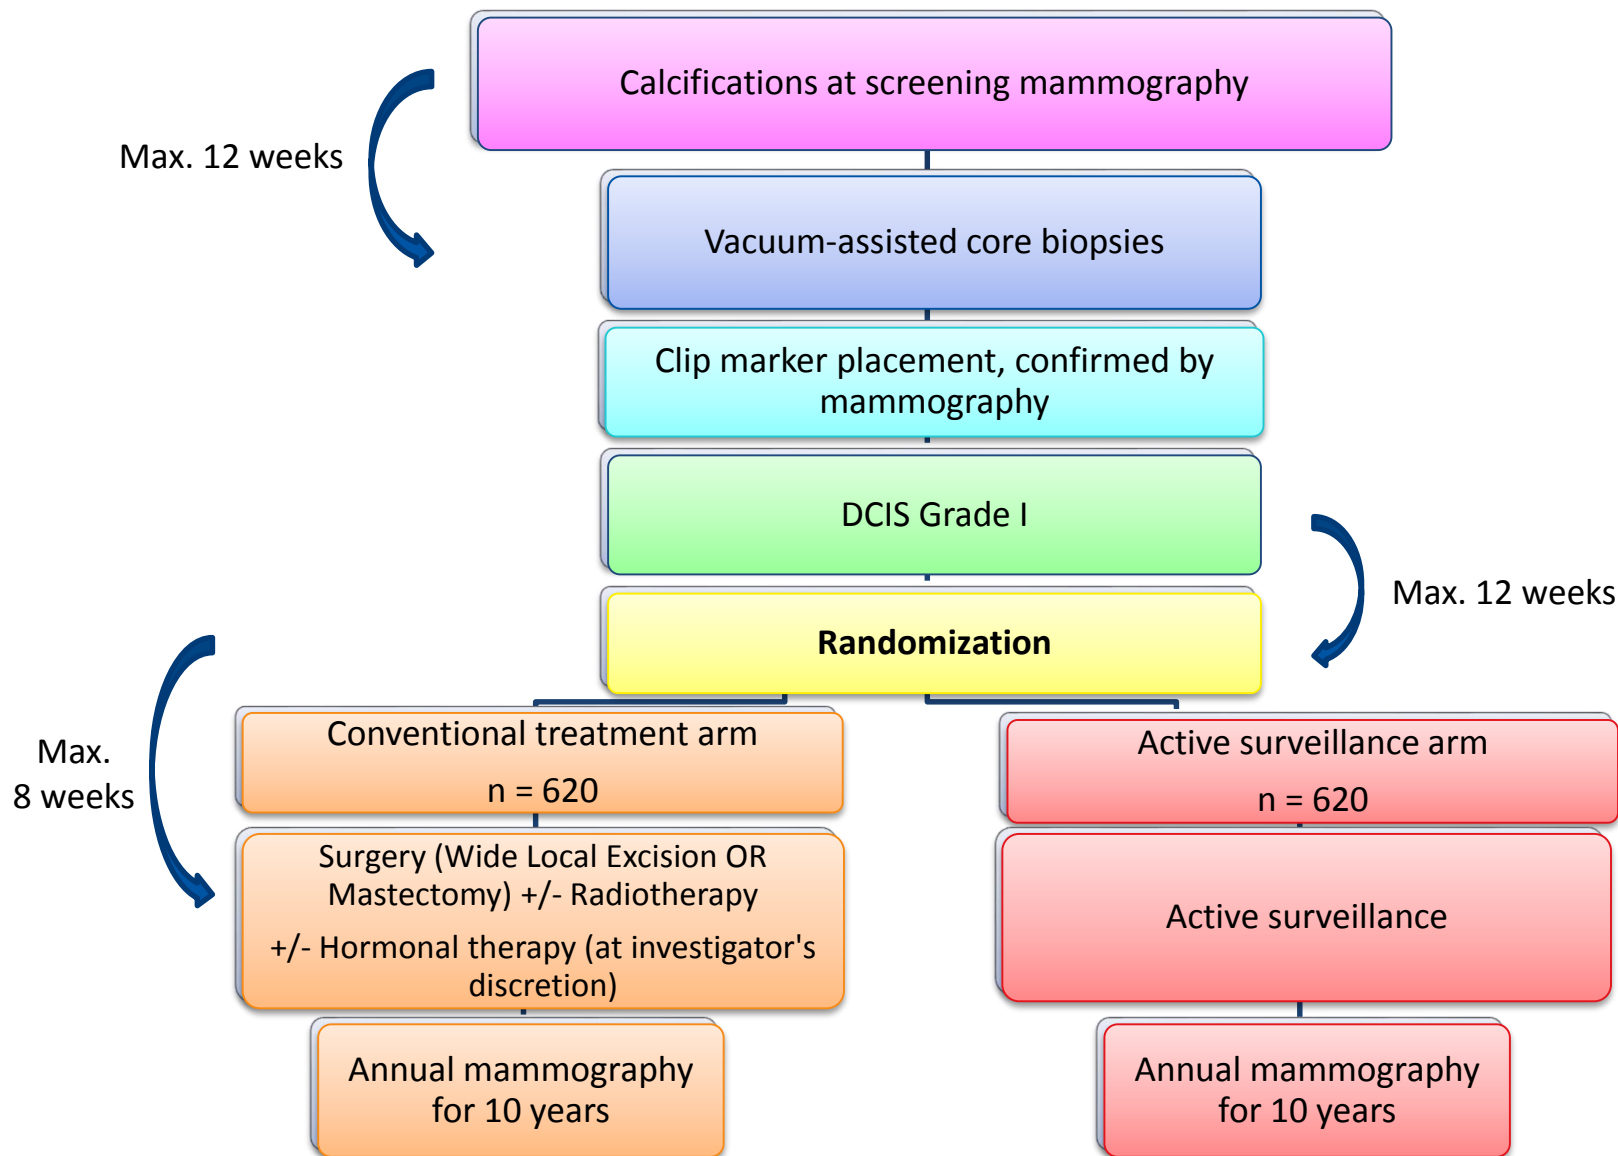 Calcifications at screening mammography
Max. 12 weeks
Vacuum-assisted core biopsies
Clip marker placement, confirmed by
mammography
DCIS Grade I
Max. 12 weeks
Randomization
Conventional treatment arm
n = 620
Active surveillance arm
n = 620
Max.
8 weeks
Surgery (Wide Local Excision OR
Mastectomy) +/- Radiotherapy
+/- Hormonal therapy (at investigator's
discretion)
Active surveillance
Annual mammography
for 10 years
Annual mammography
for 10 years